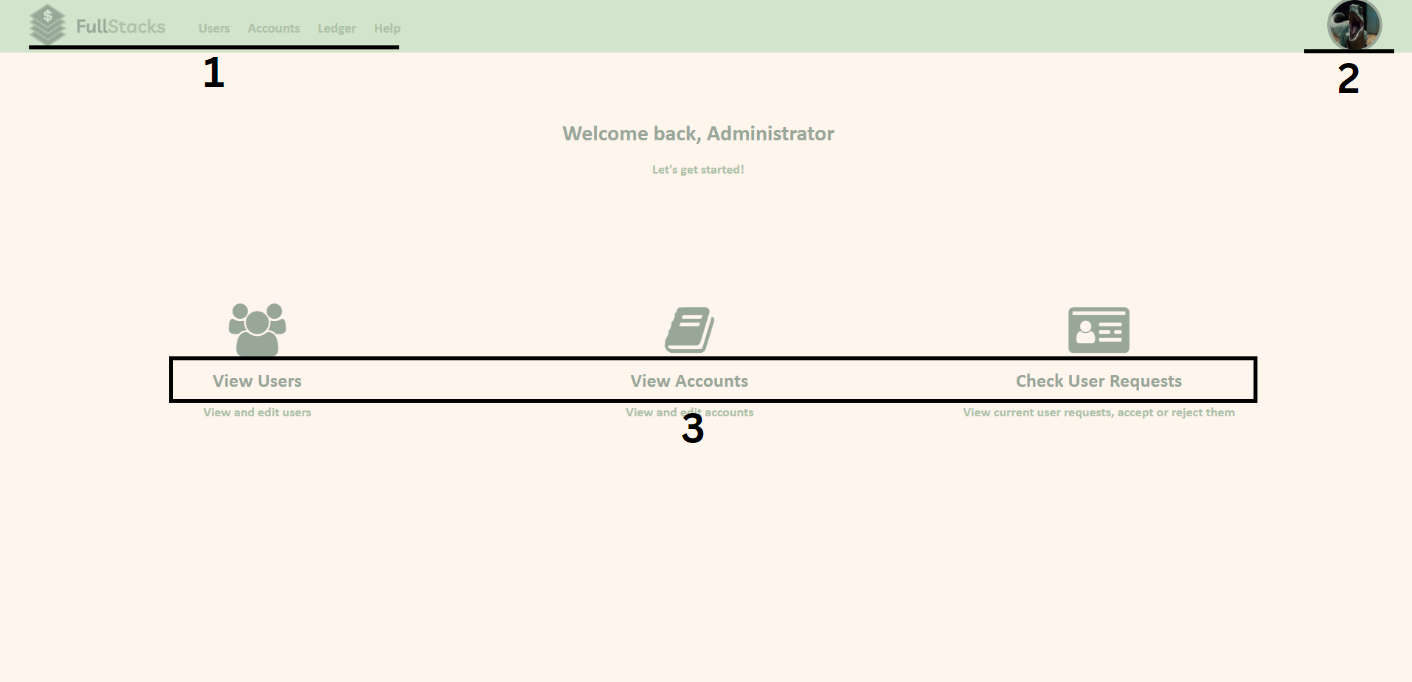 $ FullStacks Users Accounts Ledger Help
1 2
Welcome back, Administrator
Let's get started!
View Users View Accounts Check User Requests
View and edit users View and edit accounts View current user requests, accept or reject them
3